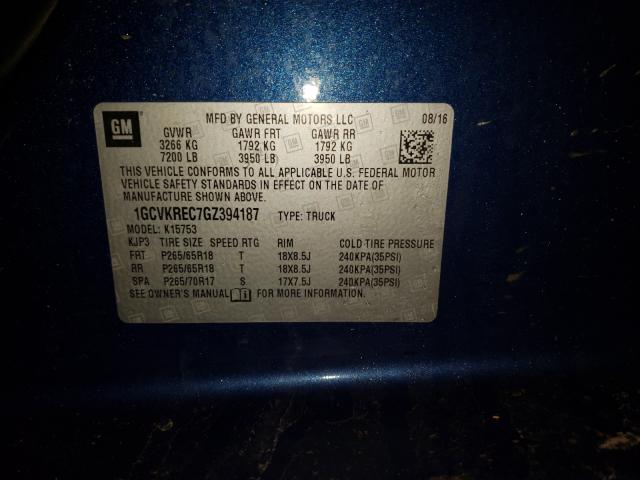 GM
MFD BY GENERAL MOTORS LLC 08/16
GVWR GAWR FRT GAWR RR
3266 KG 1792 KG 1792 KG
7200 LB 3950 LB 3950 LB
THIS VEHICLE CONFORMS TO ALL APPLICABLE U.S. FEDERAL MOTOR
VEHICLE SAFETY STANDARDS IN EFFECT ON THE DATE OF
MANUFACTURE SHOWN ABOVE.
1GCVKREC7GZ394187 TYPE: TRUCK
MODEL: K15753
KJP3 TIRE SIZE SPEED RTG RIM COLD TIRE PRESSURE
FRT P265/65R18 T 18X8.5J 240KPA(35PSI)
RR P265/65R18 T 18X8.5J 240KPA(35PSI)
SPA P265/70R17 S 17X7.5J 240KPA(35PSI)
SEE OWNER'S MANUAL FOR MORE INFORMATION.